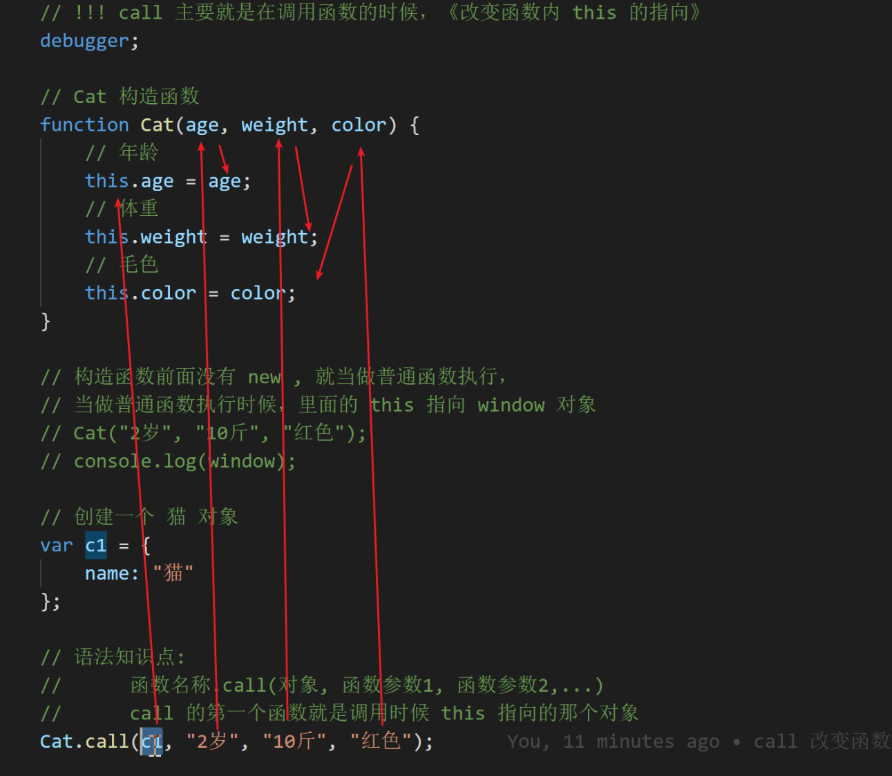 // !!! call 主要就是在调用函数的时候，《改变函数内 this 的指向》
debugger;
// Cat 构造函数
function Cat(age, weight, color) {
// 年龄
this.age = age;
// 体重
this.weight = weight;
// 毛色
this.color = color;
}
// 构造函数前面没有 new , 就当做普通函数执行,
// 当做普通函数执行时候，里面的 this 指向 window 对象
// Cat("2岁", "10斤", "红色");
// console.log(window);
// 创建一个 猫 对象
var c1 = {
name: "猫"
};
// 语法知识点:
// 函数名称.call(对象, 函数参数1, 函数参数2,...)
// call 的第一个函数就是调用时候 this 指向的那个对象
Cat.call(c1, "2岁", "10斤", "红色"); You, 11 minutes ago • call 改变函数